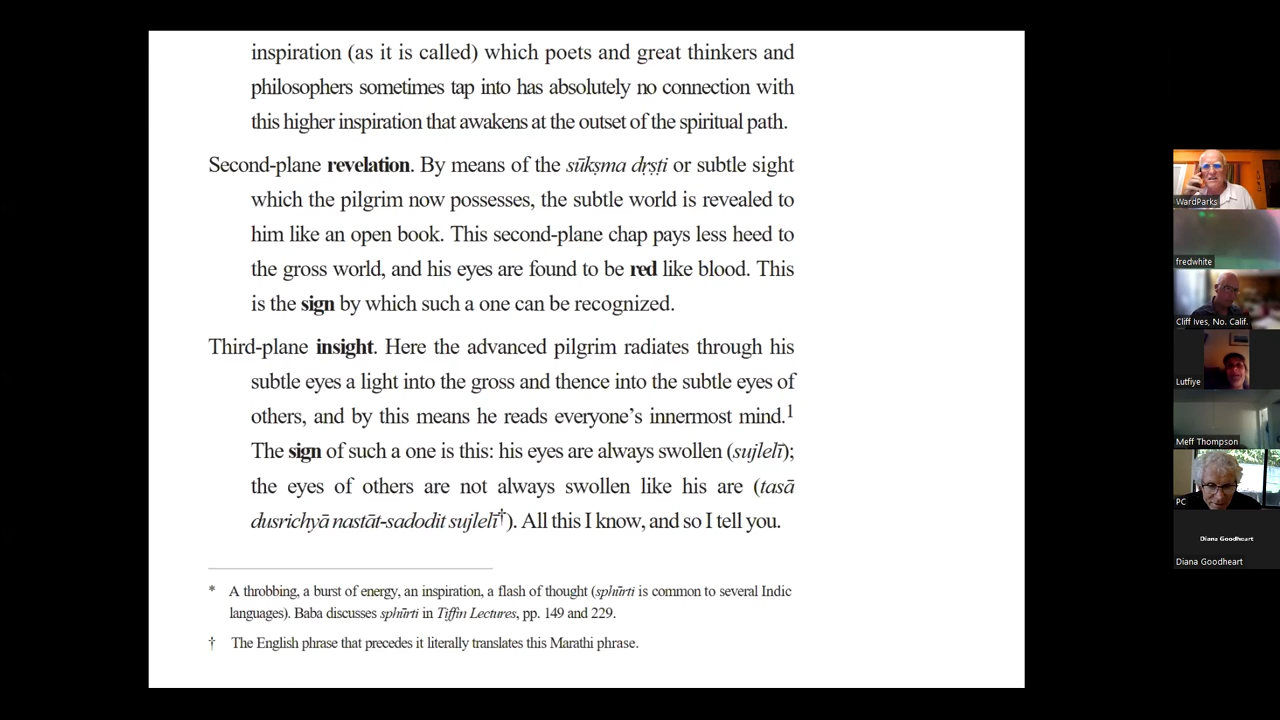 inspiration (as it is called) which poets and great thinkers and
philosophers sometimes tap into has absolutely no connection with
this higher inspiration that awakens at the outset of the spiritual path.
Second-plane revelation. By means of the sūkṣma dṛṣṭi or subtle sight
which the pilgrim now possesses, the subtle world is revealed to
him like an open book. This second-plane chap pays less heed to
the gross world, and his eyes are found to be red like blood. This
is the sign by which such a one can be recognized.
Third-plane insight. Here the advanced pilgrim radiates through his
subtle eyes a light into the gross and thence into the subtle eyes of
others, and by this means he reads everyone’s innermost mind.1
The sign of such a one is this: his eyes are always swollen (sujlelī);
the eyes of others are not always swollen like his are (tasā
dusrichyā nastāt-sadodit sujlelī†). All this I know, and so I tell you.
* A throbbing, a burst of energy, an inspiration, a flash of thought (sphūrti is common to several Indic
languages). Baba discusses sphūrti in Tiffin Lectures, pp. 149 and 229.
† The English phrase that precedes it literally translates this Marathi phrase.
WardParks
fredwhite
Cliff Ives, No. Calif.
Lutfiye
Meff Thompson
PC
Diana Goodheart
Diana Goodheart